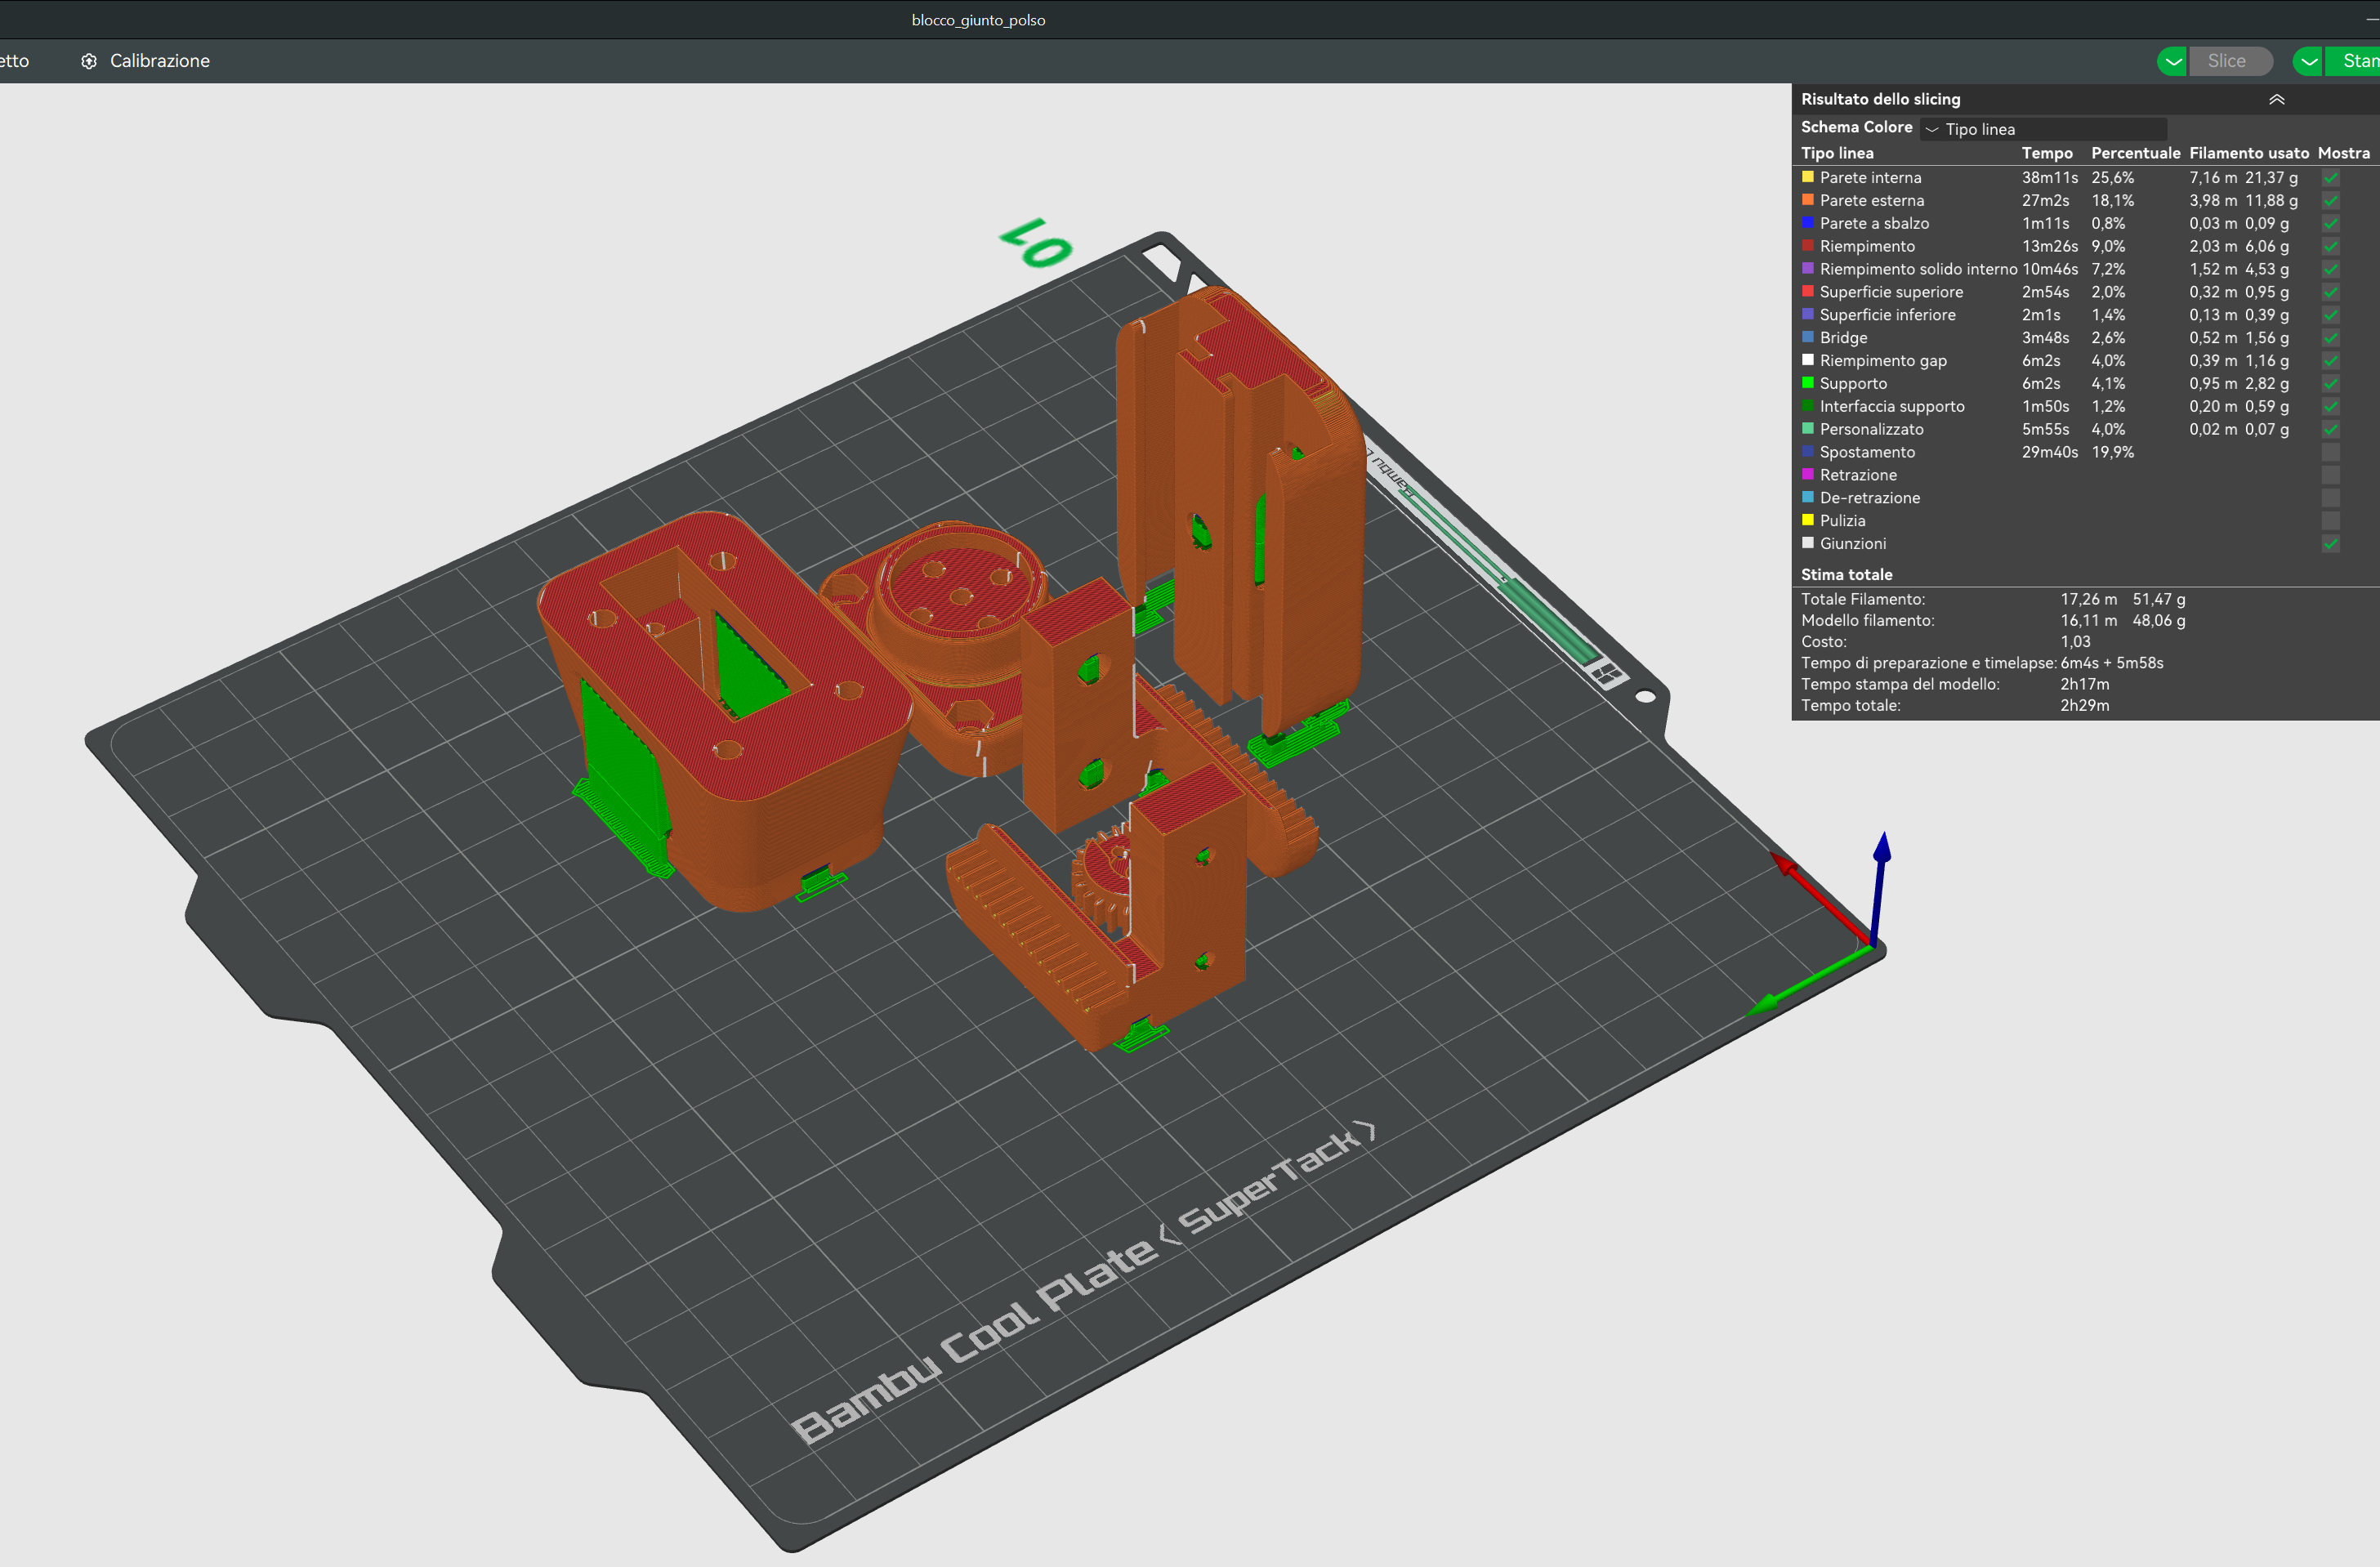 blocco_giunto_polso
etto Calibrazione Slice Stam
Risultato dello slicing
Schema Colore Tipo linea
Tipo linea Tempo Percentuale Filamento usato Mostra
Parete interna 38m11s 25,6% 7,16 m 21,37 g
Parete esterna 27m2s 18,1% 3,98 m 11,88 g
Parete a sbalzo 1m11s 0,8% 0,03 m 0,09 g
Riempimento 13m26s 9,0% 2,03 m 6,06 g
Riempimento solido interno 10m46s 7,2% 1,52 m 4,53 g
Superficie superiore 2m54s 2,0% 0,32 m 0,95 g
Superficie inferiore 2m1s 1,4% 0,13 m 0,39 g
Bridge 3m48s 2,6% 0,52 m 1,56 g
Riempimento gap 6m2s 4,0% 0,39 m 1,16 g
Supporto 6m2s 4,1% 0,95 m 2,82 g
Interfaccia supporto 1m50s 1,2% 0,20 m 0,59 g
Personalizzato 5m55s 4,0% 0,02 m 0,07 g
Spostamento 29m40s 19,9%
Retrazione
De-retrazione
Pulizia
Giunzioni
Stima totale
Totale Filamento: 17,26 m 51,47 g
Modello filamento: 16,11 m 48,06 g
Costo: 1,03
Tempo di preparazione e timelapse: 6m4s + 5m58s
Tempo stampa del modello: 2h17m
Tempo totale: 2h29m
01
Bambu
Bambu Cool Plate < SuperTack >